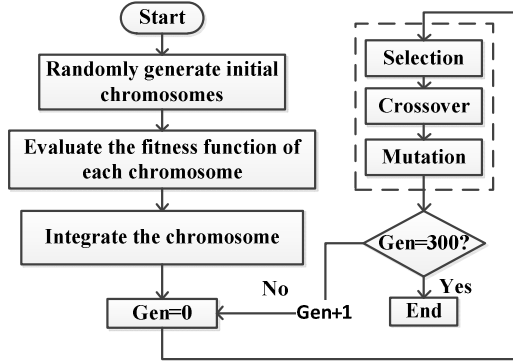 Start
Randomly generate initial
chromosomes
Evaluate the fitness function of
each chromosome
Integrate the chromosome
Gen=0
Selection
Crossover
Mutation
Gen=300?
No
Gen+1
Yes
End